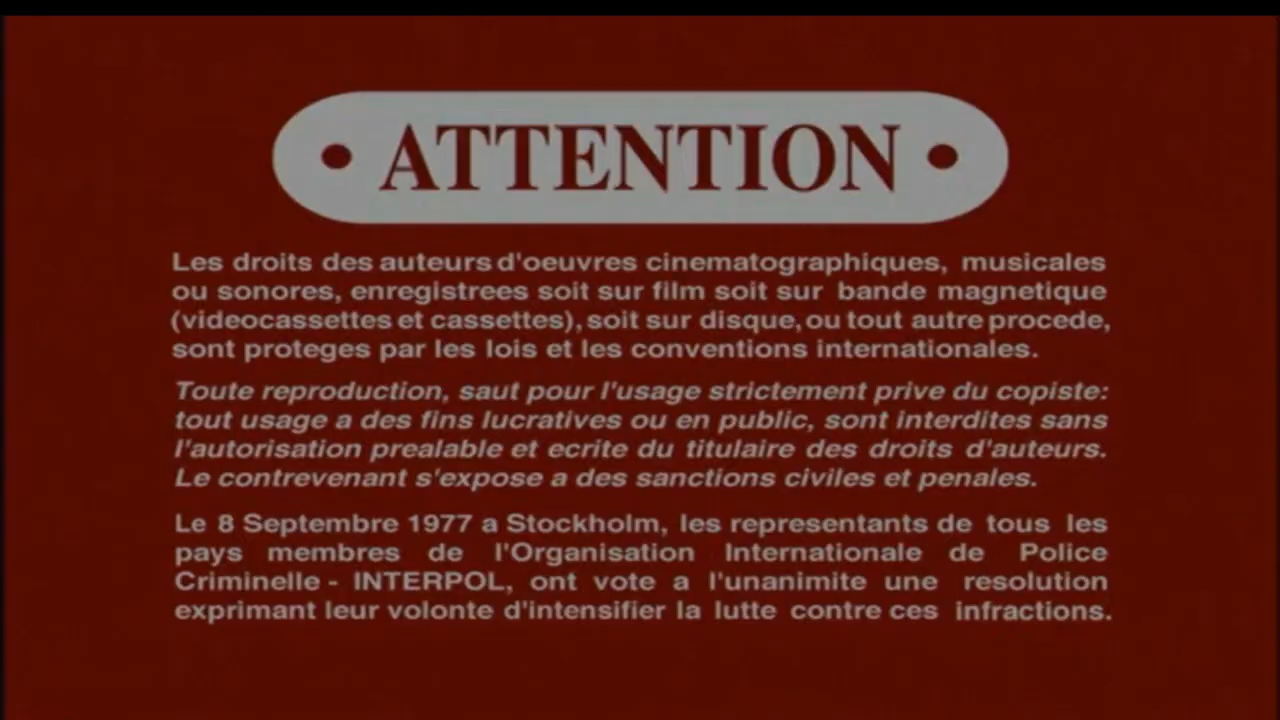 • ATTENTION •
Les droits des auteurs d'oeuvres cinematographiques, musicales
ou sonores, enregistrees soit sur film soit sur bande magnetique
(videocassettes et cassettes), soit sur disque, ou tout autre procede,
sont proteges par les lois et les conventions internationales.
Toute reproduction, saut pour l'usage strictement prive du copiste:
tout usage a des fins lucratives ou en public, sont interdites sans
l'autorisation prealable et ecrite du titulaire des droits d'auteurs.
Le contrevenant s'expose a des sanctions civiles et penales.
Le 8 Septembre 1977 a Stockholm, les representants de tous les
pays membres de l'Organisation Internationale de Police
Criminelle - INTERPOL, ont vote a l'unanimite une resolution
exprimant leur volonte d'intensifier la lutte contre ces infractions.